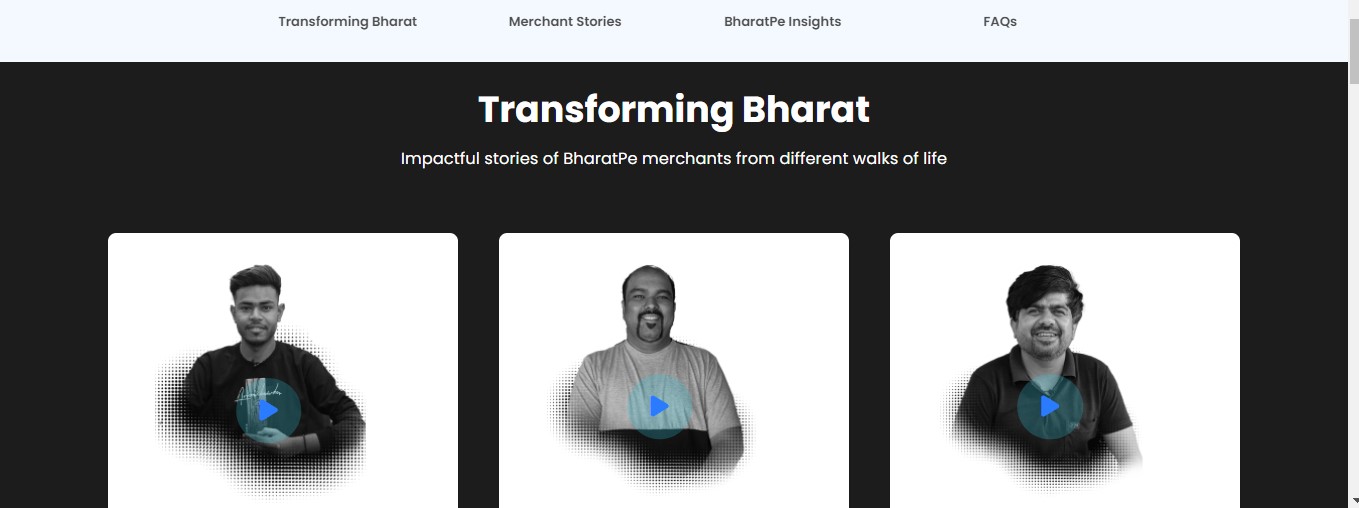 Transforming Bharat
Merchant Stories
BharatPe Insights
FAQs
Transforming Bharat
Impactful stories of BharatPe merchants from different walks of life